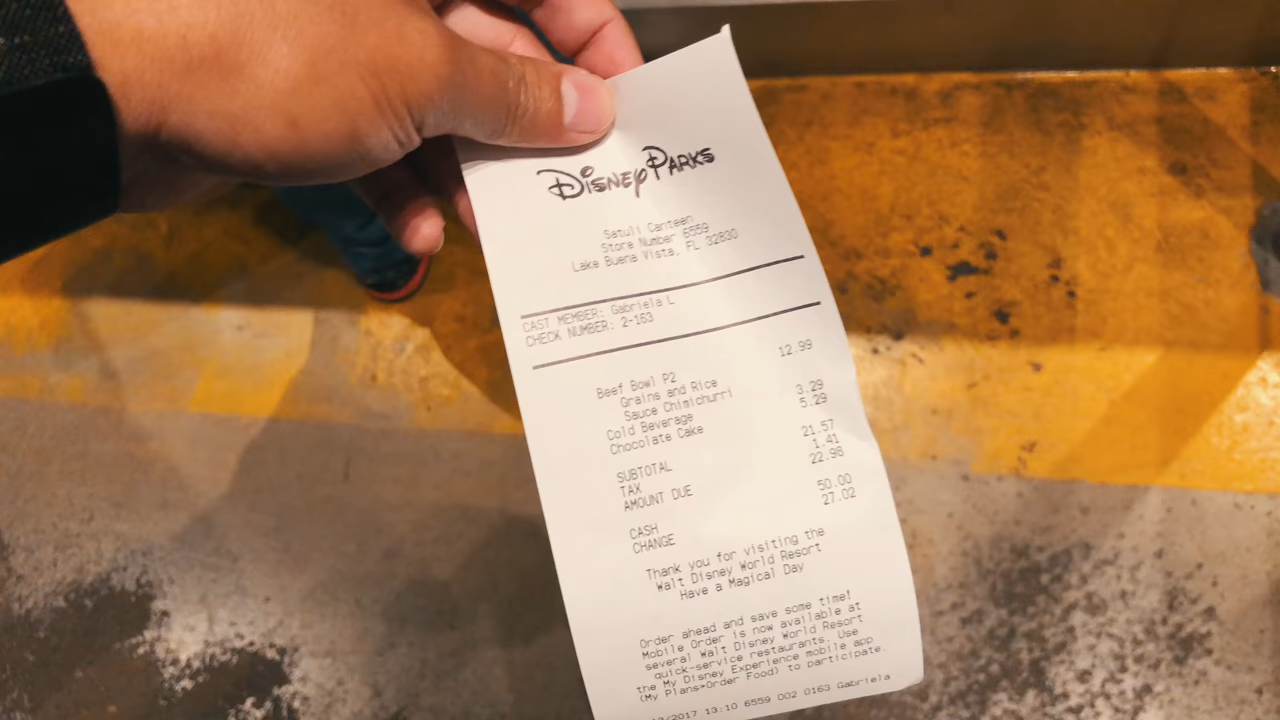 Disney Parks
Satuli Canteen
Store Number 6559
Lake Buena Vista, FL 32830
CAST MEMBER: Gabriela L
CHECK NUMBER: 2-163
Beef Bowl P2 12.99
Grains and Rice
Sauce Chimichurri
Cold Beverage 3.29
Chocolate Cake 5.29
SUBTOTAL 21.57
TAX 1.41
AMOUNT DUE 22.98
CASH 50.00
CHANGE 27.02
Thank you for visiting the
Walt Disney World Resort
Have a Magical Day
Order ahead and save some time!
Mobile Order is now available at
several Walt Disney World Resort
quick-service restaurants. Use
the My Disney Experience mobile app
(My Plans>Order Food) to participate.
/2017 13:10 6559 002 0163 Gabriela